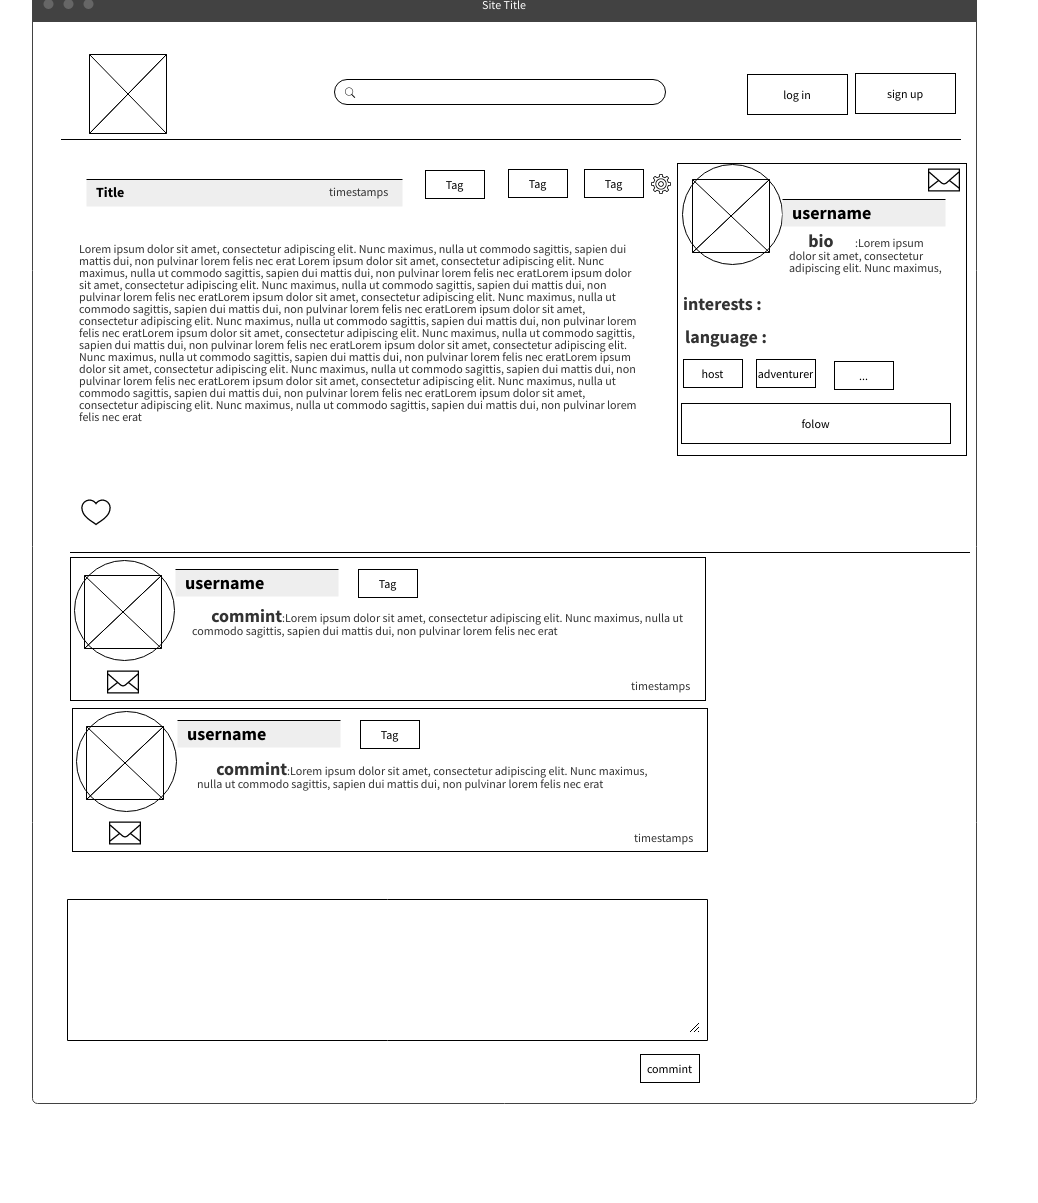 Site Title
log in
sign up
Title
timestamps
Tag
Tag
Tag
Lorem ipsum dolor sit amet, consectetur adipiscing elit. Nunc maximus, nulla ut commodo sagittis, sapien dui
mattis dui, non pulvinar lorem felis nec erat Lorem ipsum dolor sit amet, consectetur adipiscing elit. Nunc
maximus, nulla ut commodo sagittis, sapien dui mattis dui, non pulvinar lorem felis nec eratLorem ipsum dolor
sit amet, consectetur adipiscing elit. Nunc maximus, nulla ut commodo sagittis, sapien dui mattis dui, non
pulvinar lorem felis nec eratLorem ipsum dolor sit amet, consectetur adipiscing elit. Nunc maximus, nulla ut
commodo sagittis, sapien dui mattis dui, non pulvinar lorem felis nec eratLorem ipsum dolor sit amet,
consectetur adipiscing elit. Nunc maximus, nulla ut commodo sagittis, sapien dui mattis dui, non pulvinar lorem
felis nec eratLorem ipsum dolor sit amet, consectetur adipiscing elit. Nunc maximus, nulla ut commodo sagittis,
sapien dui mattis dui, non pulvinar lorem felis nec eratLorem ipsum dolor sit amet, consectetur adipiscing elit.
Nunc maximus, nulla ut commodo sagittis, sapien dui mattis dui, non pulvinar lorem felis nec eratLorem ipsum
dolor sit amet, consectetur adipiscing elit. Nunc maximus, nulla ut commodo sagittis, sapien dui mattis dui, non
pulvinar lorem felis nec eratLorem ipsum dolor sit amet, consectetur adipiscing elit. Nunc maximus, nulla ut
commodo sagittis, sapien dui mattis dui, non pulvinar lorem felis nec eratLorem ipsum dolor sit amet,
consectetur adipiscing elit. Nunc maximus, nulla ut commodo sagittis, sapien dui mattis dui, non pulvinar lorem
felis nec erat
username
bio :Lorem ipsum
dolor sit amet, consectetur
adipiscing elit. Nunc maximus,
interests :
language :
host
adventurer
...
folow
username
Tag
commint:Lorem ipsum dolor sit amet, consectetur adipiscing elit. Nunc maximus, nulla ut
commodo sagittis, sapien dui mattis dui, non pulvinar lorem felis nec erat
timestamps
username
Tag
commint:Lorem ipsum dolor sit amet, consectetur adipiscing elit. Nunc maximus,
nulla ut commodo sagittis, sapien dui mattis dui, non pulvinar lorem felis nec erat
timestamps
commint